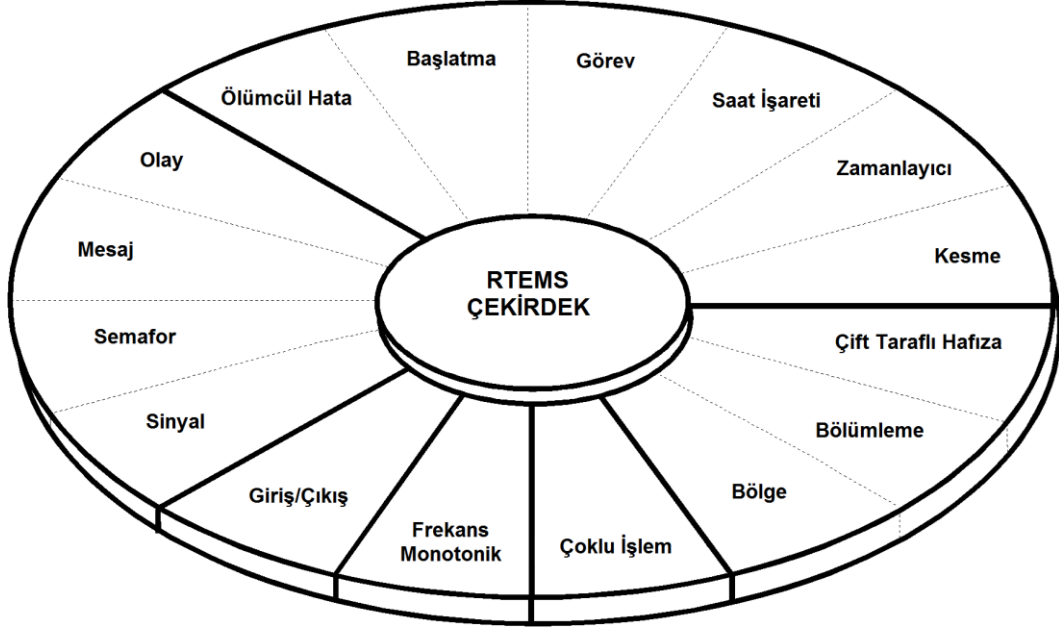 Başlatma
Görev
Ölümcül Hata
Saat İşareti
Olay
Zamanlayıcı
Mesaj
Kesme
RTEMS
ÇEKİRDEK
Semafor
Çift Taraflı Hafıza
Sinyal
Bölümleme
Giriş/Çıkış
Bölge
Frekans
Monotonik
Çoklu İşlem